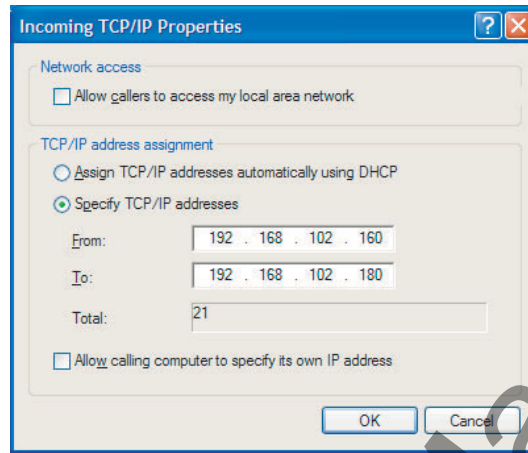 Incoming TCP/IP Properties
Network access
Allow callers to access my local area network
TCP/IP address assignment
Assign TCP/IP addresses automatically using DHCP
Specify TCP/IP addresses
From: 192 . 168 . 102 . 160
To: 192 . 168 . 102 . 180
Total: 21
Allow calling computer to specify its own IP address
OK Cancel